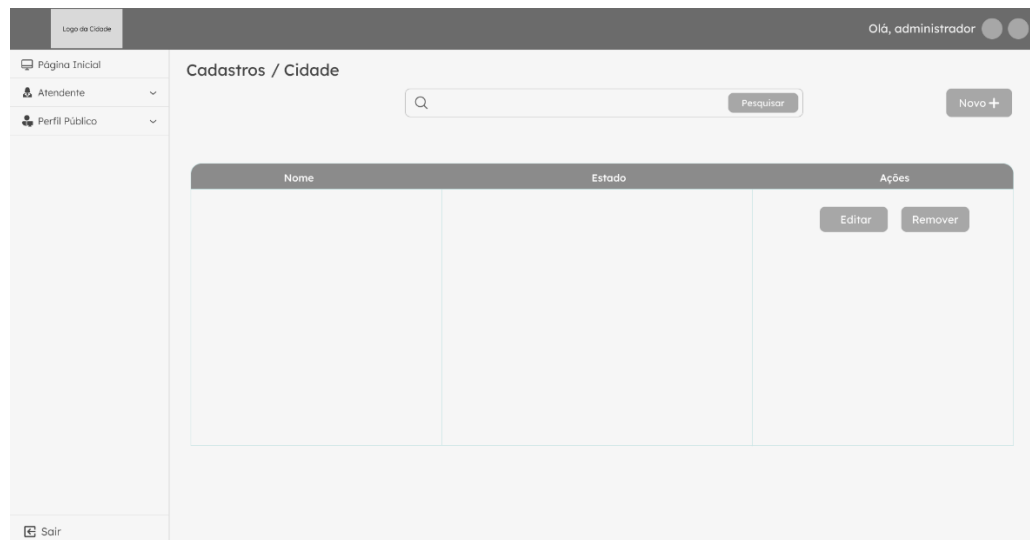 Logo da Cidade
Olá, administrador
Página Inicial
Atendente
Perfil Público
Cadastros / Cidade
Pesquisar
Novo +
Nome Estado Ações
Editar Remover
Sair